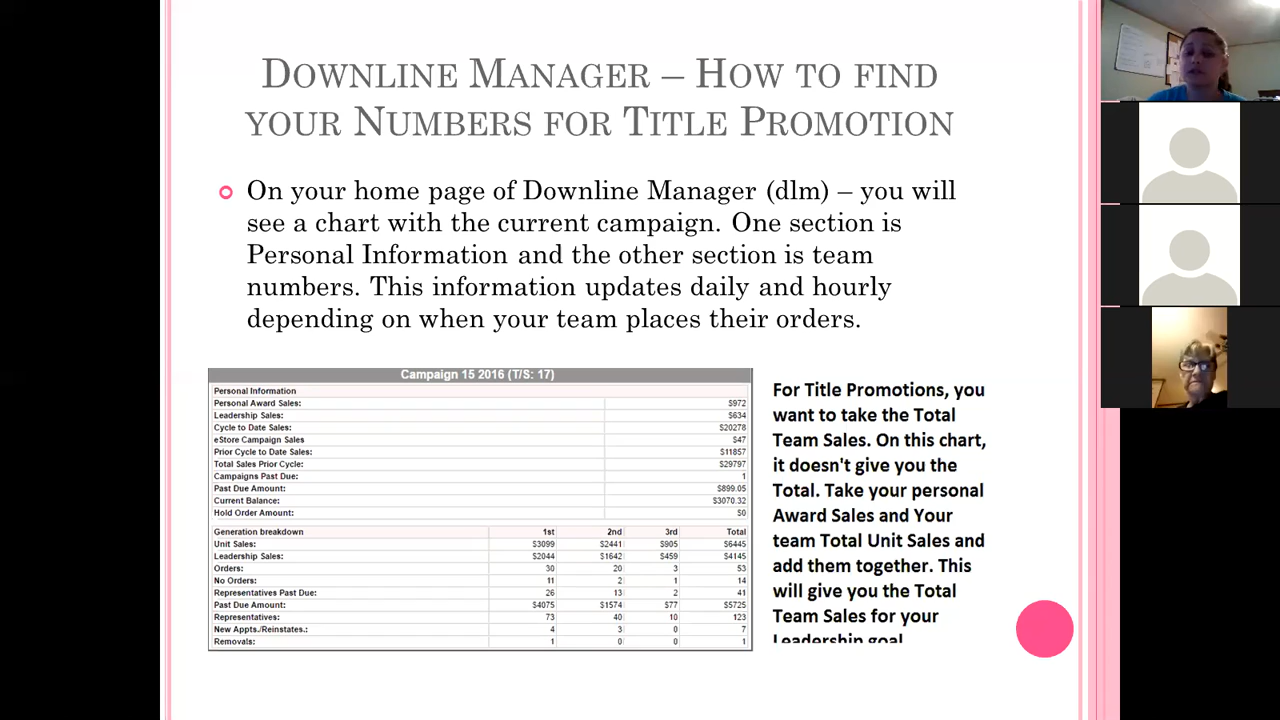 Downline Manager – How to find
your Numbers for Title Promotion
On your home page of Downline Manager (dlm) – you will
see a chart with the current campaign. One section is
Personal Information and the other section is team
numbers. This information updates daily and hourly
depending on when your team places their orders.
Campaign 15 2016 (T/S: 17)
Personal Information
Personal Award Sales: $972
Leadership Sales: $634
Cycle to Date Sales: $20278
eStore Campaign Sales $47
Prior Cycle to Date Sales: $11857
Total Sales Prior Cycle: $29797
Campaigns Past Due: 1
Past Due Amount: $899.05
Current Balance: $3070.32
Hold Order Amount: $0
Generation breakdown 1st 2nd 3rd Total
Unit Sales: $3099 $2441 $905 $6445
Leadership Sales: $2044 $1642 $459 $4145
Orders: 30 20 3 53
No Orders: 11 2 1 14
Representatives Past Due: 26 13 2 41
Past Due Amount: $4075 $1574 $77 $5725
Representatives: 73 40 10 123
New Appts./Reinstates.: 4 3 0 7
Removals: 1 0 0 1
For Title Promotions, you
want to take the Total
Team Sales. On this chart,
it doesn't give you the
Total. Take your personal
Award Sales and Your
team Total Unit Sales and
add them together. This
will give you the Total
Team Sales for your
Leadership goal